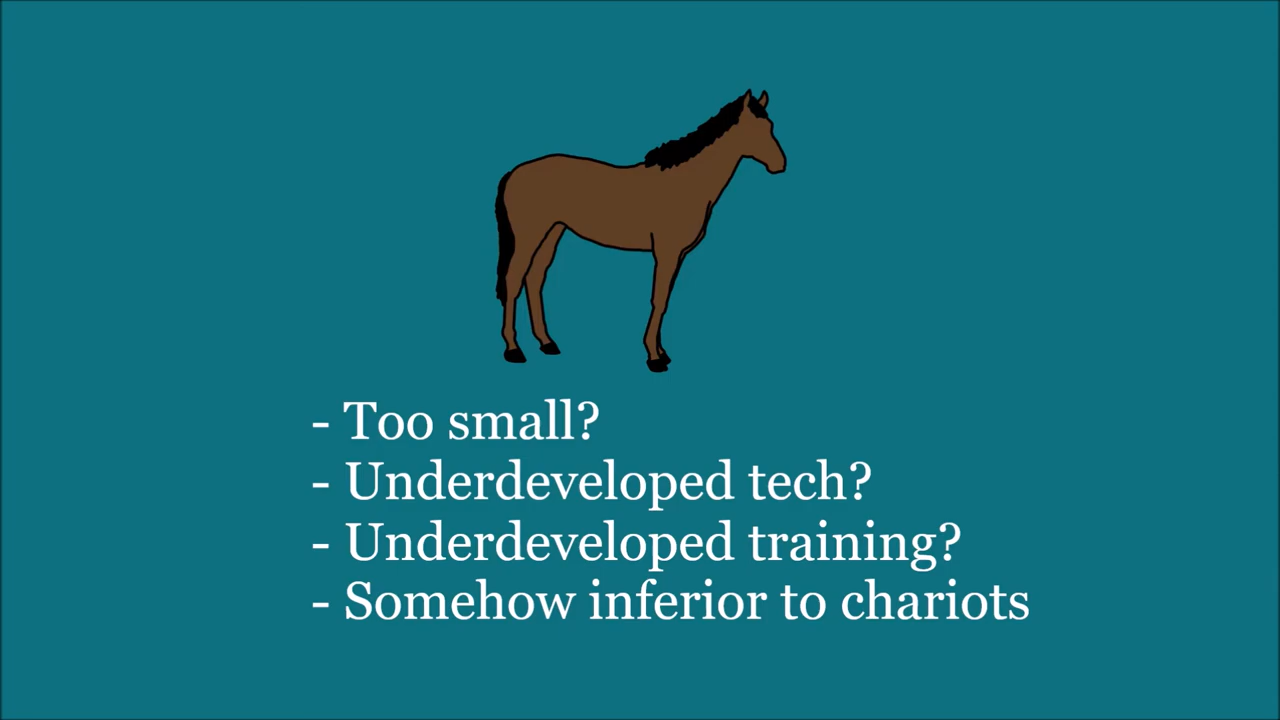 - Too small?
- Underdeveloped tech?
- Underdeveloped training?
- Somehow inferior to chariots